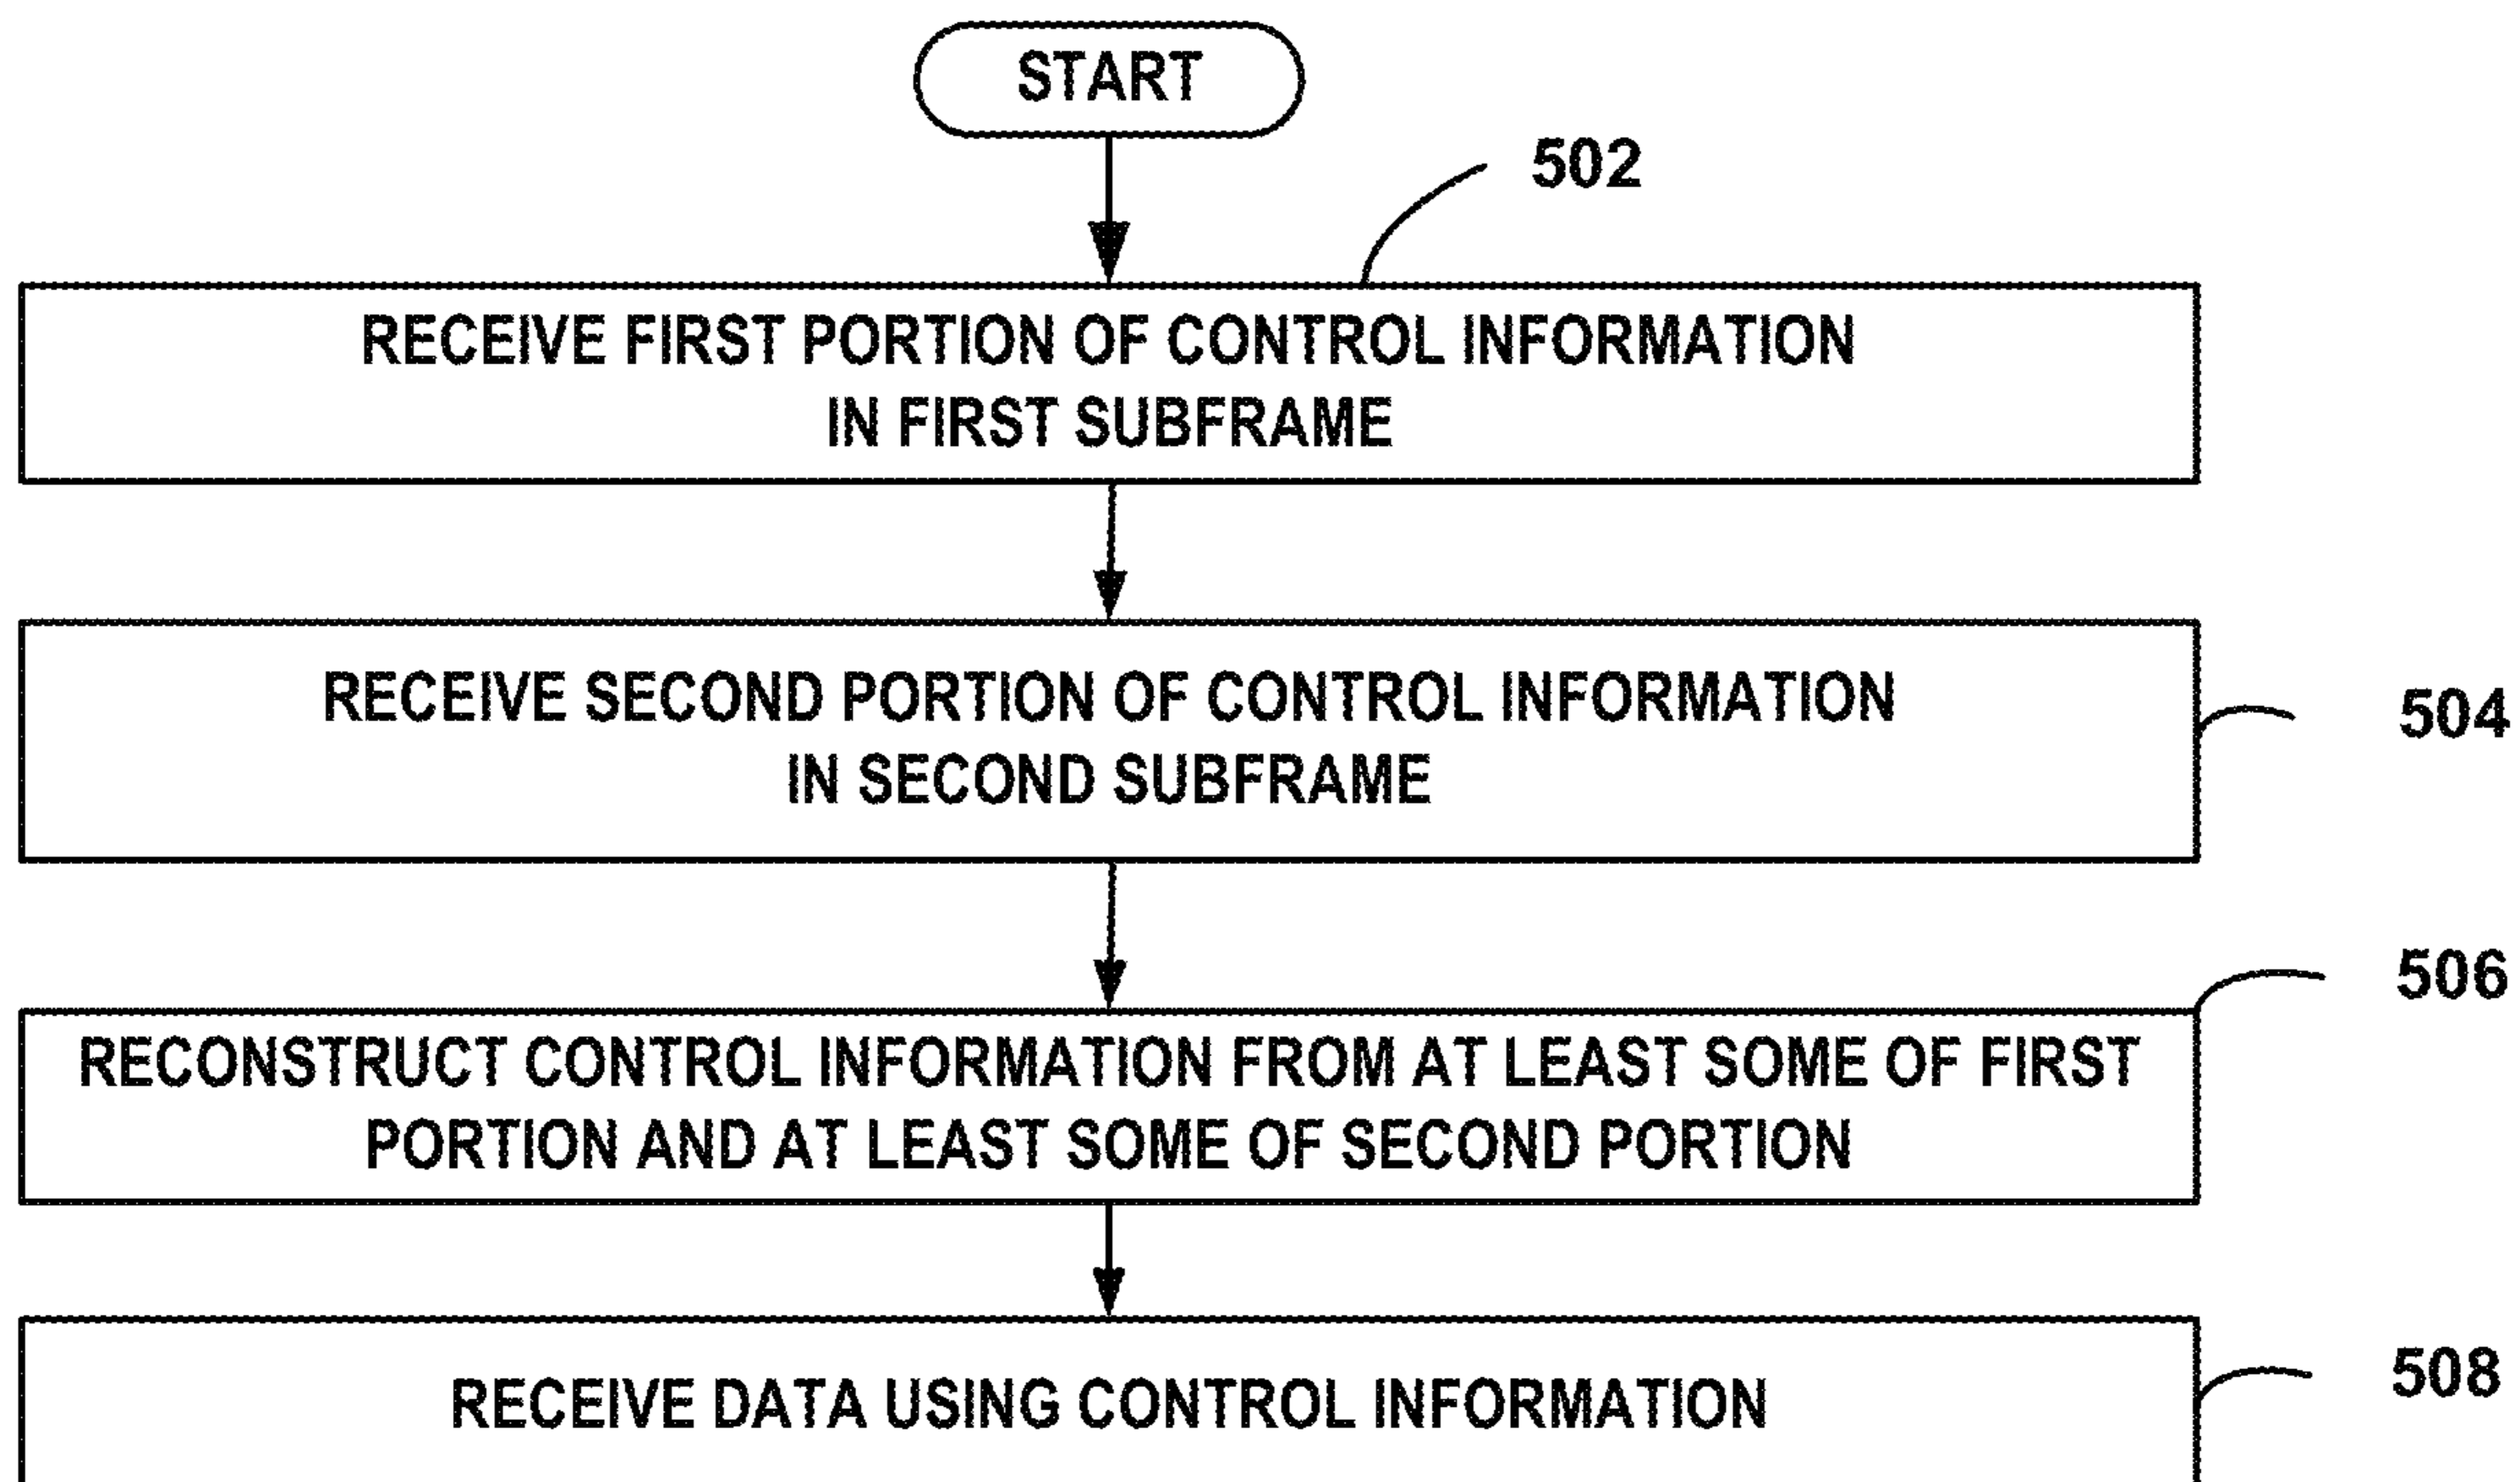 START
502
RECEIVE FIRST PORTION OF CONTROL INFORMATION
IN FIRST SUBFRAME
RECEIVE SECOND PORTION OF CONTROL INFORMATION
IN SECOND SUBFRAME
504
506
RECONSTRUCT CONTROL INFORMATION FROM AT LEAST SOME OF FIRST
PORTION AND AT LEAST SOME OF SECOND PORTION
RECEIVE DATA USING CONTROL INFORMATION
508